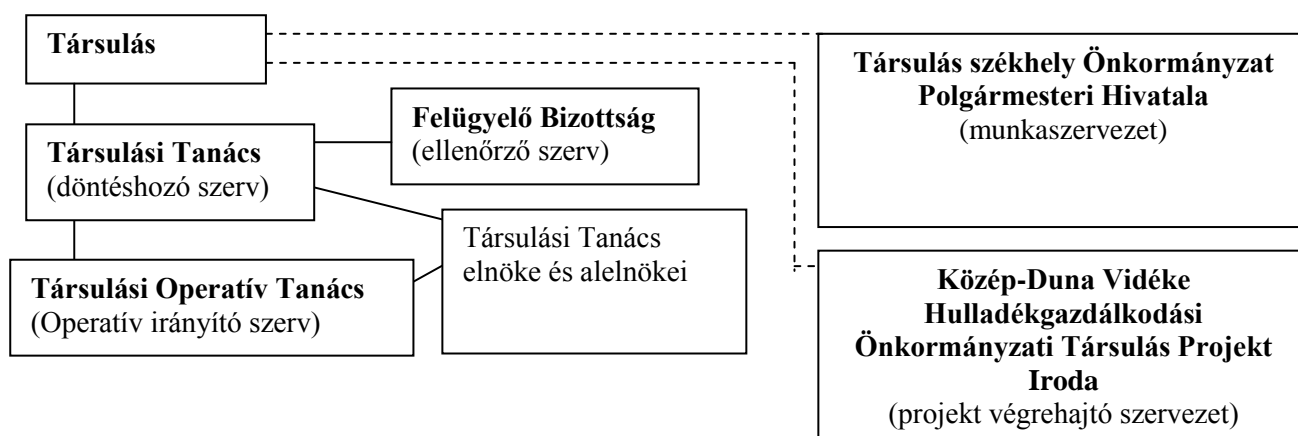 Társulás
Társulási Tanács
(döntéshozó szerv)
Társulási Operatív Tanács
(Operatív irányító szerv)
Felügyelő Bizottság
(ellenőrző szerv)
Társulási Tanács
elnöke és alelnökei
Társulás székhely Önkormányzat
Polgármesteri Hivatala
(munkaszervezet)
Közép-Duna Vidéke
Hulladékgazdálkodási
Önkormányzati Társulás Projekt
Iroda
(projekt végrehajtó szervezet)